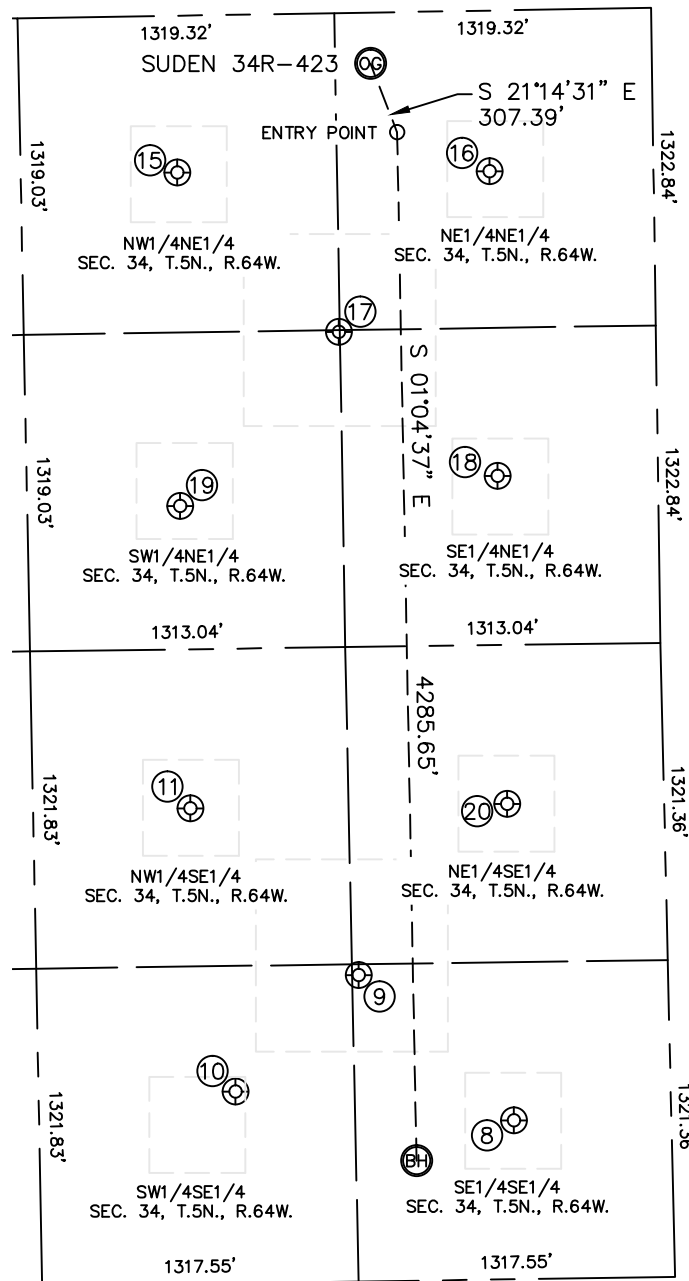 1319.32'
1319.32'
SUDEN 34R-423
OG
S 21°14'31" E
307.39'
ENTRY POINT
15
16
1319.03'
1322.84'
NW1/4NE1/4
SEC. 34, T.5N., R.64W.
NE1/4NE1/4
SEC. 34, T.5N., R.64W.
17
S 01°04'37" E
18
19
1319.03'
1322.84'
SW1/4NE1/4
SEC. 34, T.5N., R.64W.
SE1/4NE1/4
SEC. 34, T.5N., R.64W.
1313.04'
1313.04'
4285.65'
11
20
1321.83'
1321.36'
NW1/4SE1/4
SEC. 34, T.5N., R.64W.
NE1/4SE1/4
SEC. 34, T.5N., R.64W.
9
10
8
1321.83'
1321.36'
BH
SW1/4SE1/4
SEC. 34, T.5N., R.64W.
SE1/4SE1/4
SEC. 34, T.5N., R.64W.
1317.55'
1317.55'